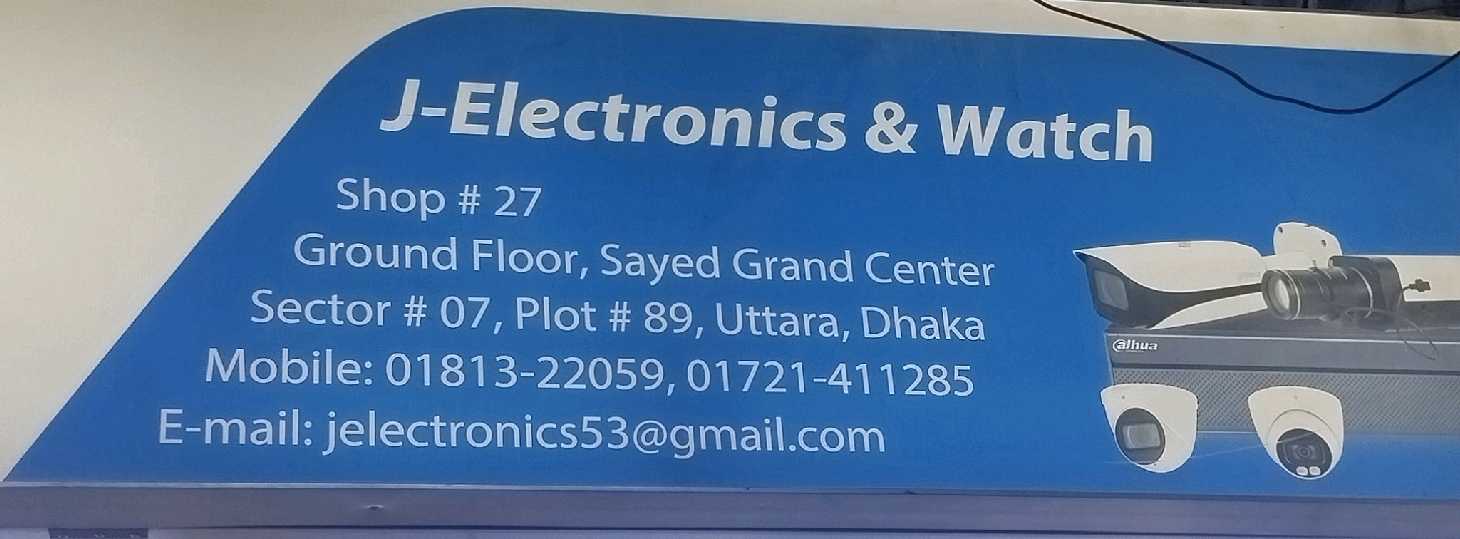 J-Electronics & Watch
Shop # 27
Ground Floor, Sayed Grand Center
Sector # 07, Plot # 89, Uttara, Dhaka
Mobile: 01813-22059, 01721-411285
E-mail: jelectronics53@gmail.com
alhua